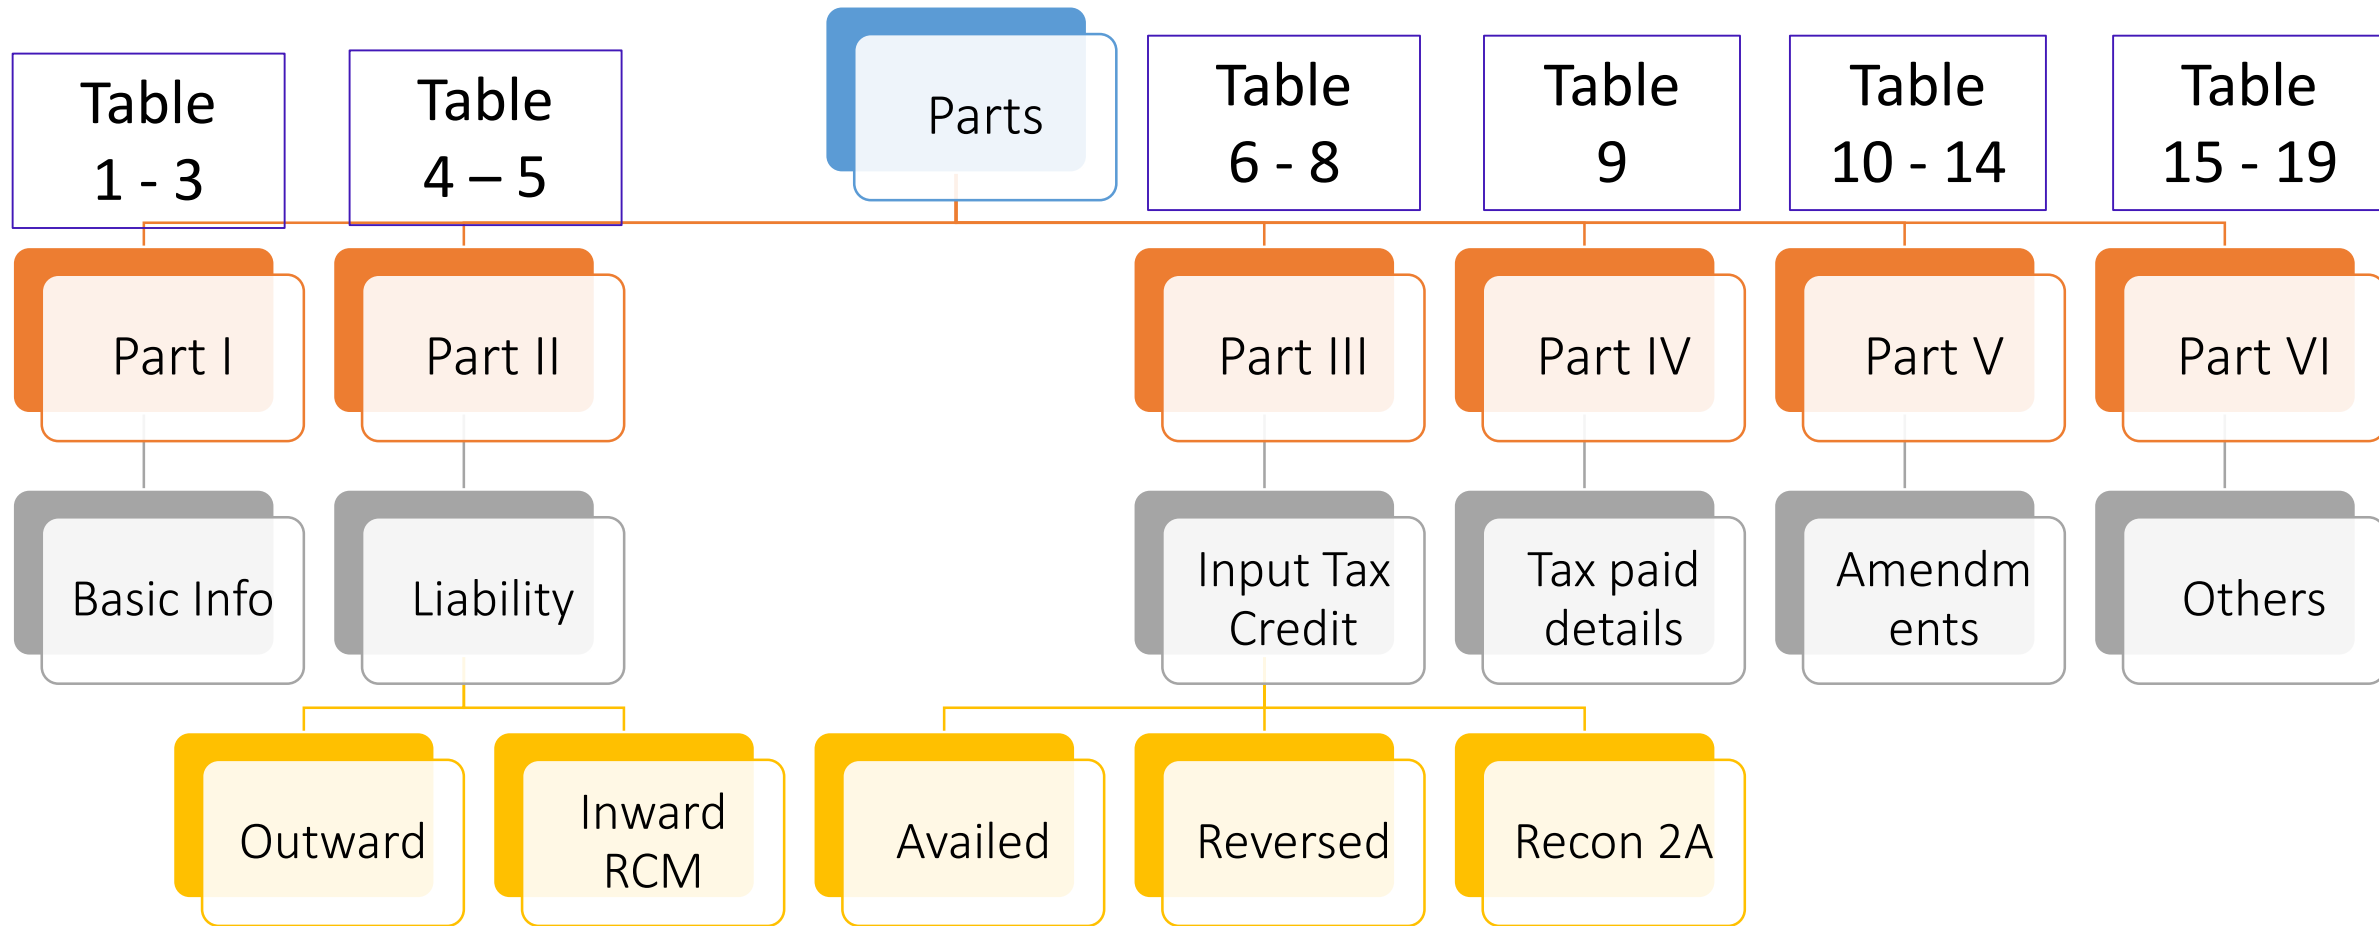 Table
1 - 3
Table
4 – 5
Parts
Table
6 - 8
Table
9
Table
10 - 14
Table
15 - 19
Part I
Part II
Part III
Part IV
Part V
Part VI
Basic Info
Liability
Input Tax
Credit
Tax paid
details
Amendm
ents
Others
Outward
Inward
RCM
Availed
Reversed
Recon 2A